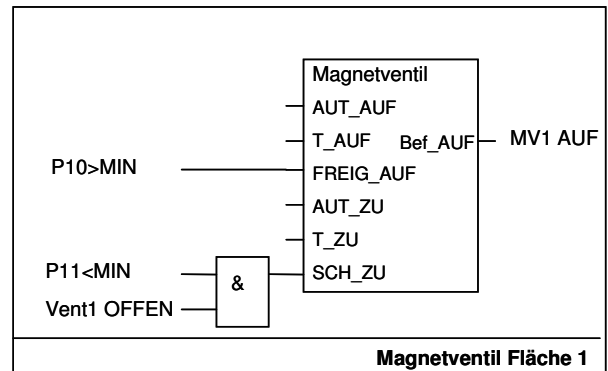 Magnetventil
AUT_AUF
T_AUF Bef_AUF MV1 AUF
P10>MIN
FREIG_AUF
AUT_ZU
T_ZU
P11<MIN & SCH_ZU
Vent1 OFFEN
Magnetventil Fläche 1